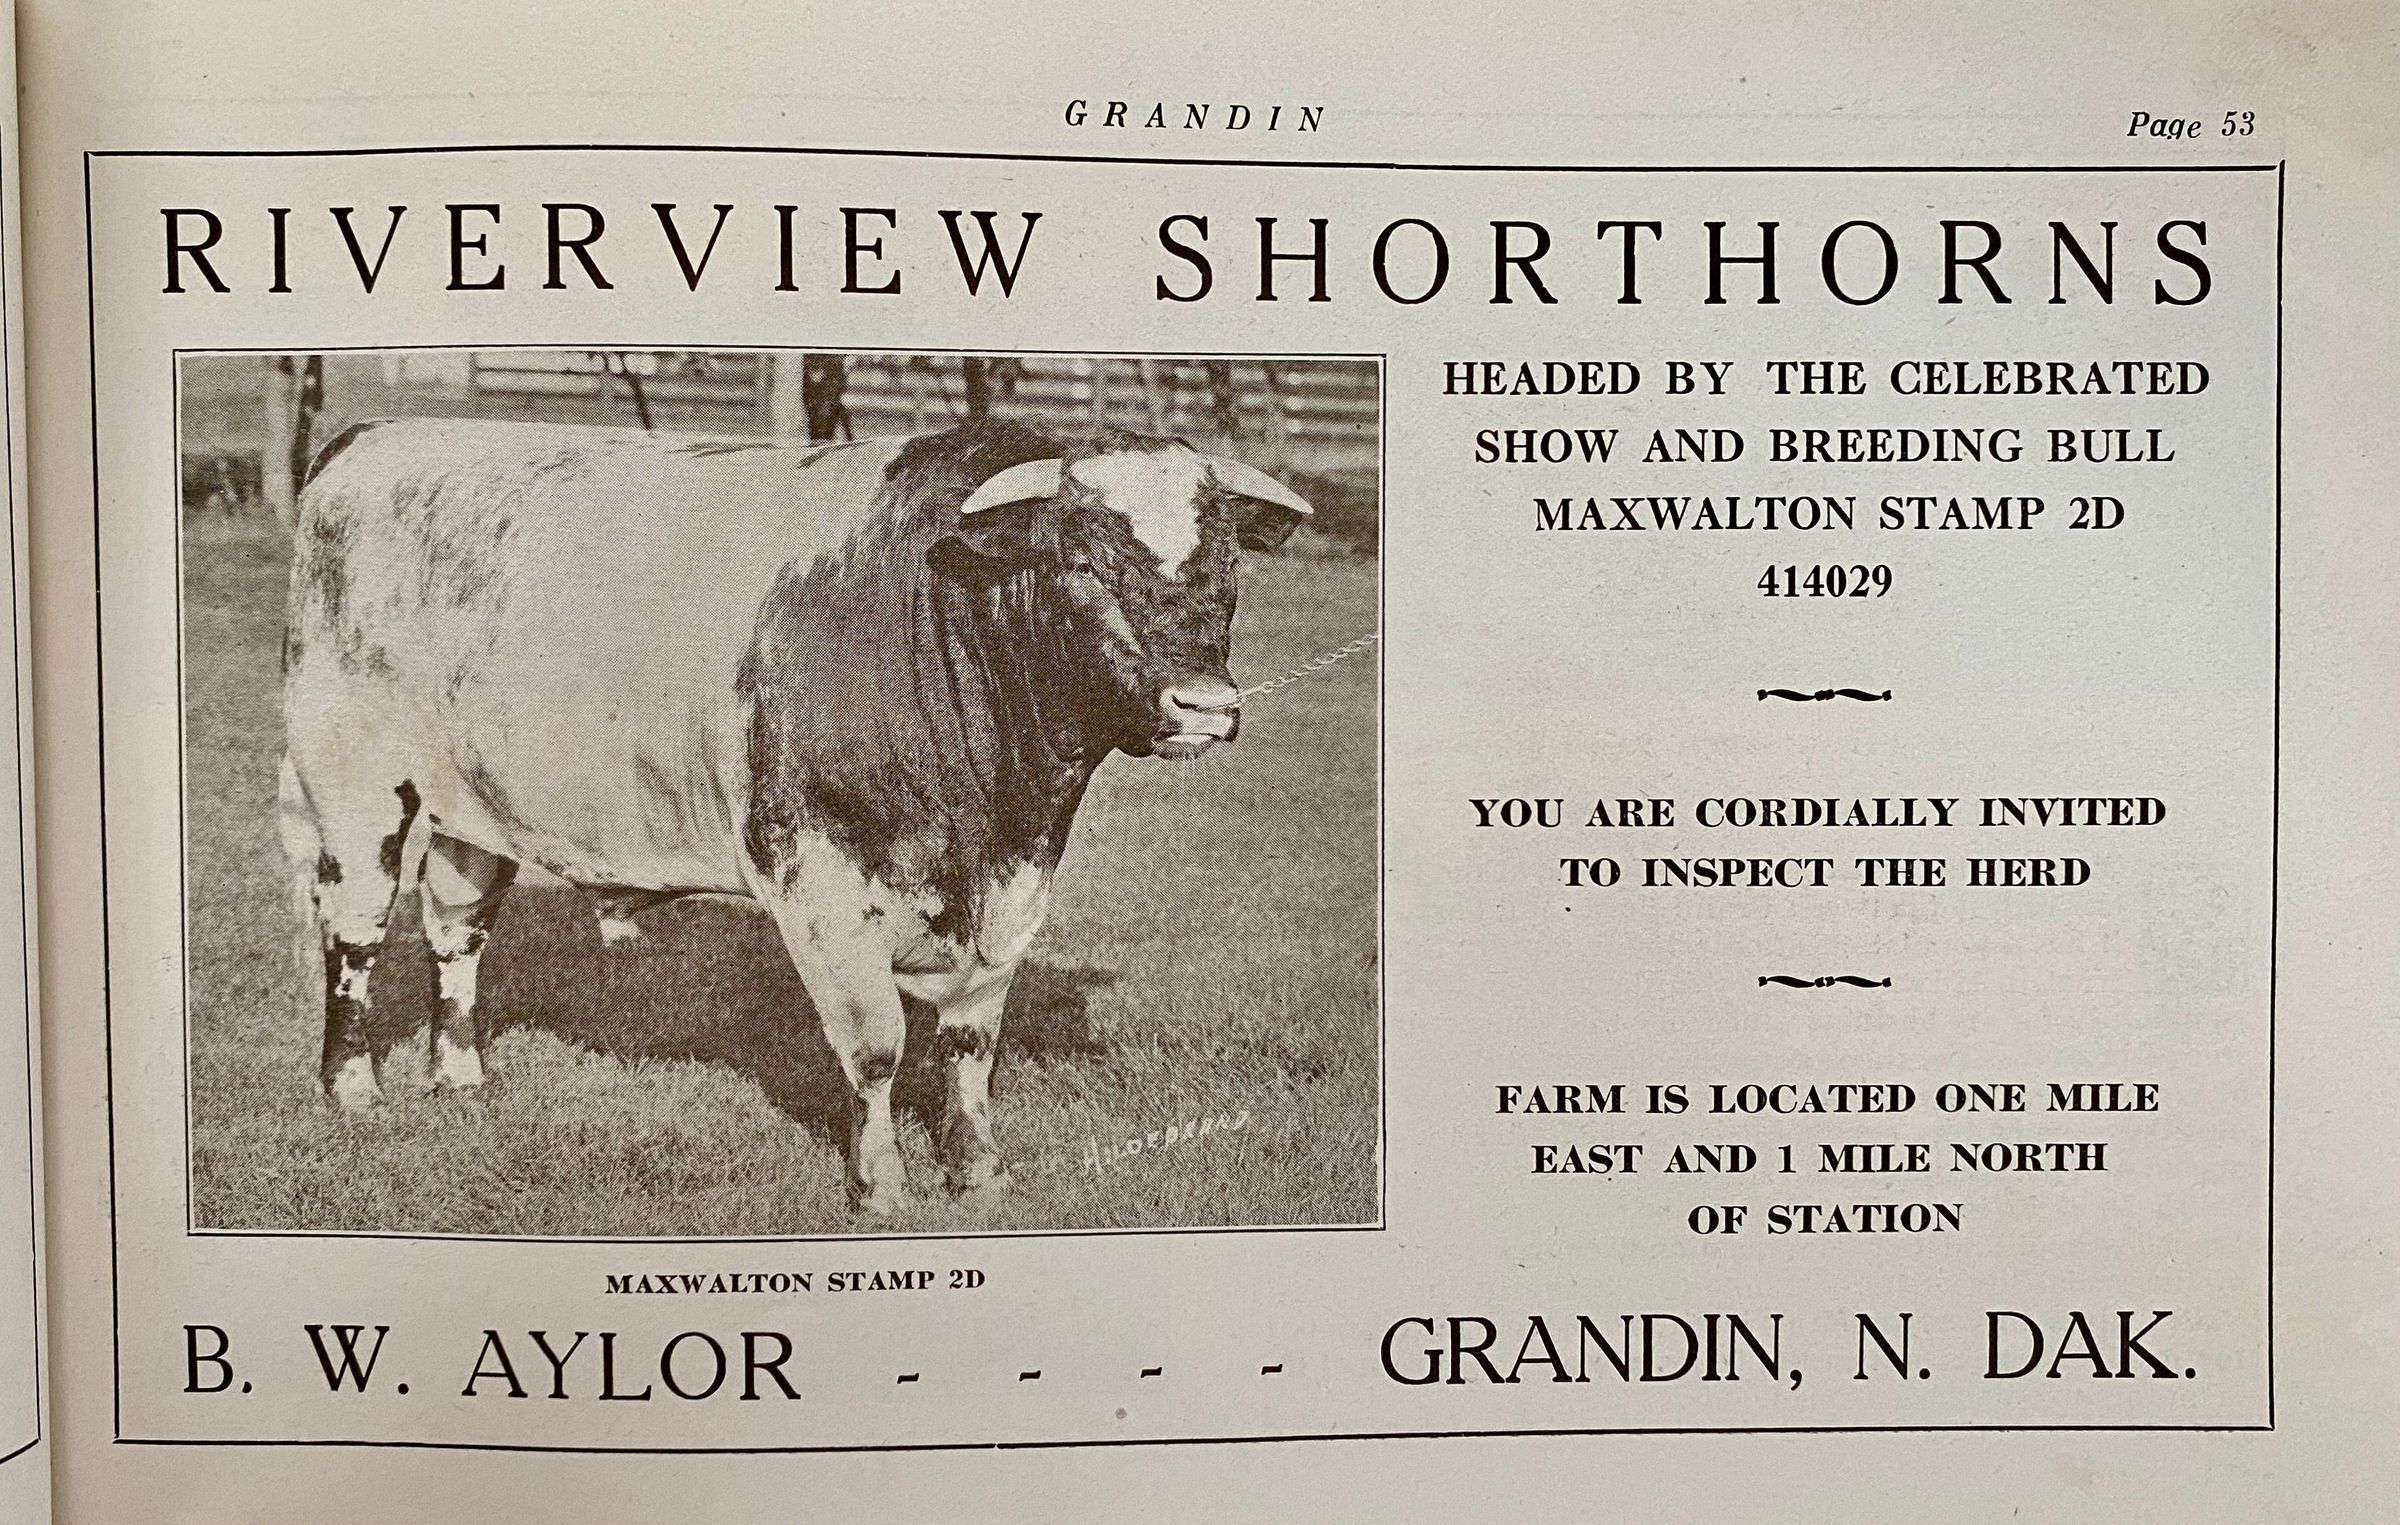 GRANDIN
Page 53
RIVERVIEW SHORTHORNS
HEADED BY THE CELEBRATED
SHOW AND BREEDING BULL
MAXWALTON STAMP 2D
414029
YOU ARE CORDIALLY INVITED
TO INSPECT THE HERD
FARM IS LOCATED ONE MILE
EAST AND 1 MILE NORTH
OF STATION
HILDEBRAND
MAXWALTON STAMP 2D
B. W. AYLOR - - - - GRANDIN, N. DAK.